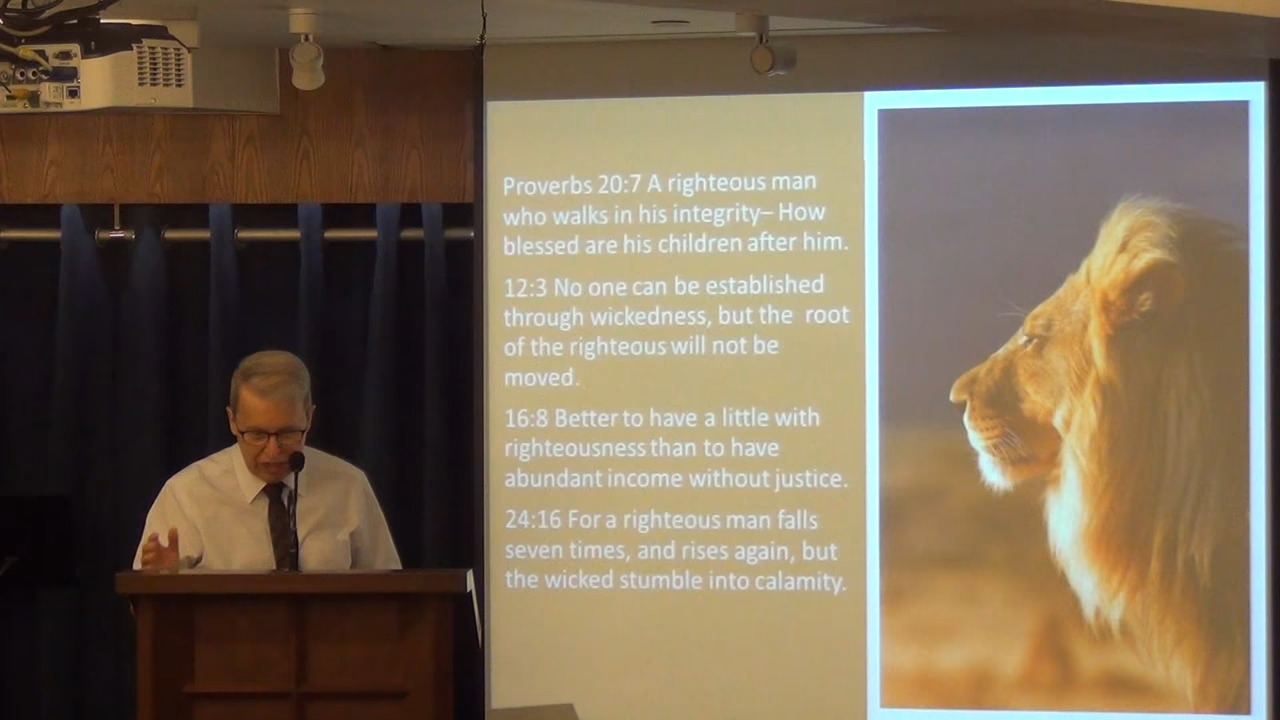 Proverbs 20:7 A righteous man
who walks in his integrity– How
blessed are his children after him.
12:3 No one can be established
through wickedness, but the root
of the righteous will not be
moved.
16:8 Better to have a little with
righteousness than to have
abundant income without justice.
24:16 For a righteous man falls
seven times, and rises again, but
the wicked stumble into calamity.